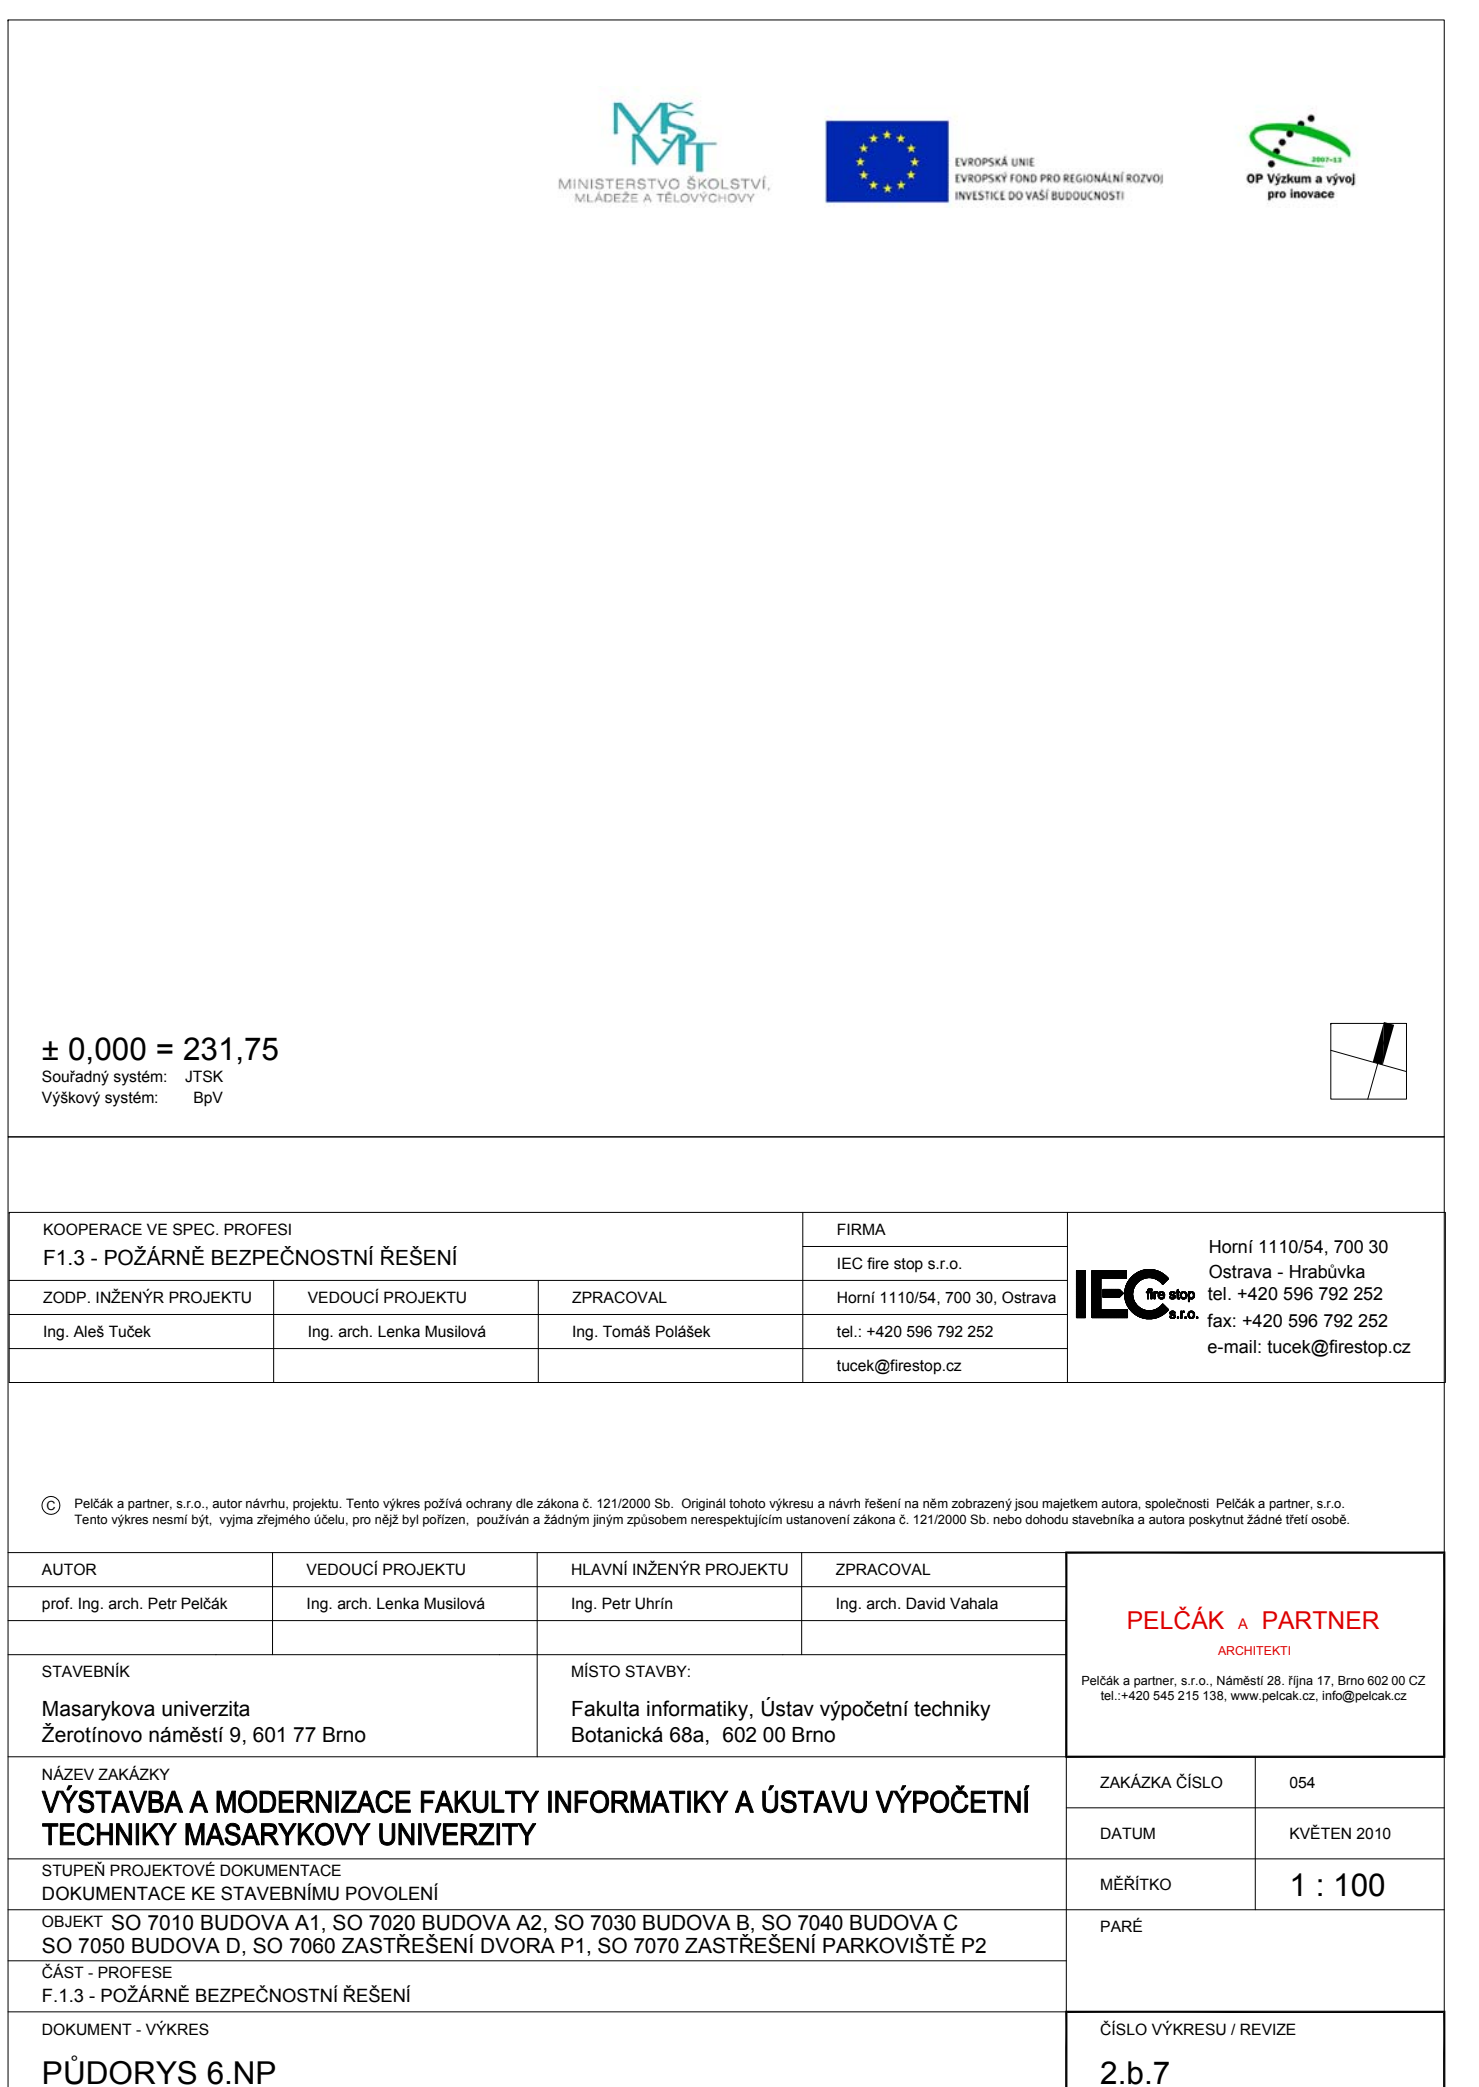 MŠMT
MINISTERSTVO ŠKOLSTVÍ,
MLÁDEŽE A TĚLOVÝCHOVY
EVROPSKÁ UNIE
EVROPSKÝ FOND PRO REGIONÁLNÍ ROZVOJ
INVESTICE DO VAŠÍ BUDOUCNOSTI
2007-13
OP Výzkum a vývoj
pro inovace
± 0,000 = 231,75
Souřadný systém: JTSK
Výškový systém: BpV
KOOPERACE VE SPEC. PROFESI
F1.3 - POŽÁRNĚ BEZPEČNOSTNÍ ŘEŠENÍ
FIRMA
IEC fire stop s.r.o.
ZODP. INŽENÝR PROJEKTU
VEDOUCÍ PROJEKTU
ZPRACOVAL
Horní 1110/54, 700 30, Ostrava
Ing. Aleš Tuček
Ing. arch. Lenka Musilová
Ing. Tomáš Polášek
tel.: +420 596 792 252
tucek@firestop.cz
IEC fire stop
s.r.o.
Horní 1110/54, 700 30
Ostrava - Hrabůvka
tel. +420 596 792 252
fax: +420 596 792 252
e-mail: tucek@firestop.cz
© Pelčák a partner, s.r.o., autor návrhu, projektu. Tento výkres požívá ochrany dle zákona č. 121/2000 Sb. Originál tohoto výkresu a návrh řešení na něm zobrazený jsou majetkem autora, společnosti Pelčák a partner, s.r.o.
Tento výkres nesmí být, vyjma zřejmého účelu, pro nějž byl pořízen, používán a žádným jiným způsobem nerespektujícím ustanovení zákona č. 121/2000 Sb. nebo dohodu stavebníka a autora poskytnut žádné třetí osobě.
AUTOR
VEDOUCÍ PROJEKTU
HLAVNÍ INŽENÝR PROJEKTU
ZPRACOVAL
prof. Ing. arch. Petr Pelčák
Ing. arch. Lenka Musilová
Ing. Petr Uhrín
Ing. arch. David Vahala
PELČÁK A PARTNER
ARCHITEKTI
Pelčák a partner, s.r.o., Náměstí 28. října 17, Brno 602 00 CZ
tel.:+420 545 215 138, www.pelcak.cz, info@pelcak.cz
STAVEBNÍK
Masarykova univerzita
Žerotínovo náměstí 9, 601 77 Brno
MÍSTO STAVBY:
Fakulta informatiky, Ústav výpočetní techniky
Botanická 68a, 602 00 Brno
NÁZEV ZAKÁZKY
VÝSTAVBA A MODERNIZACE FAKULTY INFORMATIKY A ÚSTAVU VÝPOČETNÍ
TECHNIKY MASARYKOVY UNIVERZITY
ZAKÁZKA ČÍSLO 054
DATUM KVĚTEN 2010
STUPEŇ PROJEKTOVÉ DOKUMENTACE
DOKUMENTACE KE STAVEBNÍMU POVOLENÍ
MĚŘÍTKO 1 : 100
OBJEKT SO 7010 BUDOVA A1, SO 7020 BUDOVA A2, SO 7030 BUDOVA B, SO 7040 BUDOVA C
SO 7050 BUDOVA D, SO 7060 ZASTŘEŠENÍ DVORA P1, SO 7070 ZASTŘEŠENÍ PARKOVIŠTĚ P2
PARÉ
ČÁST - PROFESE
F.1.3 - POŽÁRNĚ BEZPEČNOSTNÍ ŘEŠENÍ
DOKUMENT - VÝKRES
PŮDORYS 6.NP
ČÍSLO VÝKRESU / REVIZE
2.b.7